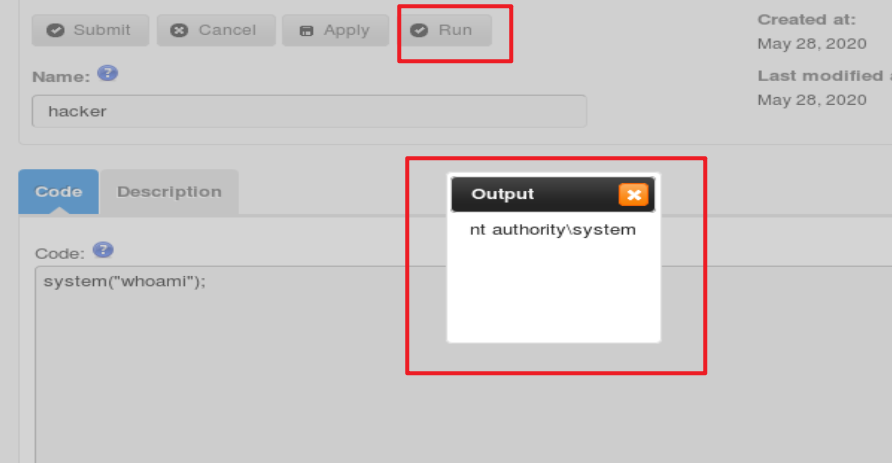 Submit Cancel Apply Run
Created at:
May 28, 2020
Name:
Last modified
May 28, 2020
hacker
Code Description
Output
nt authority\system
Code:
system("whoami");